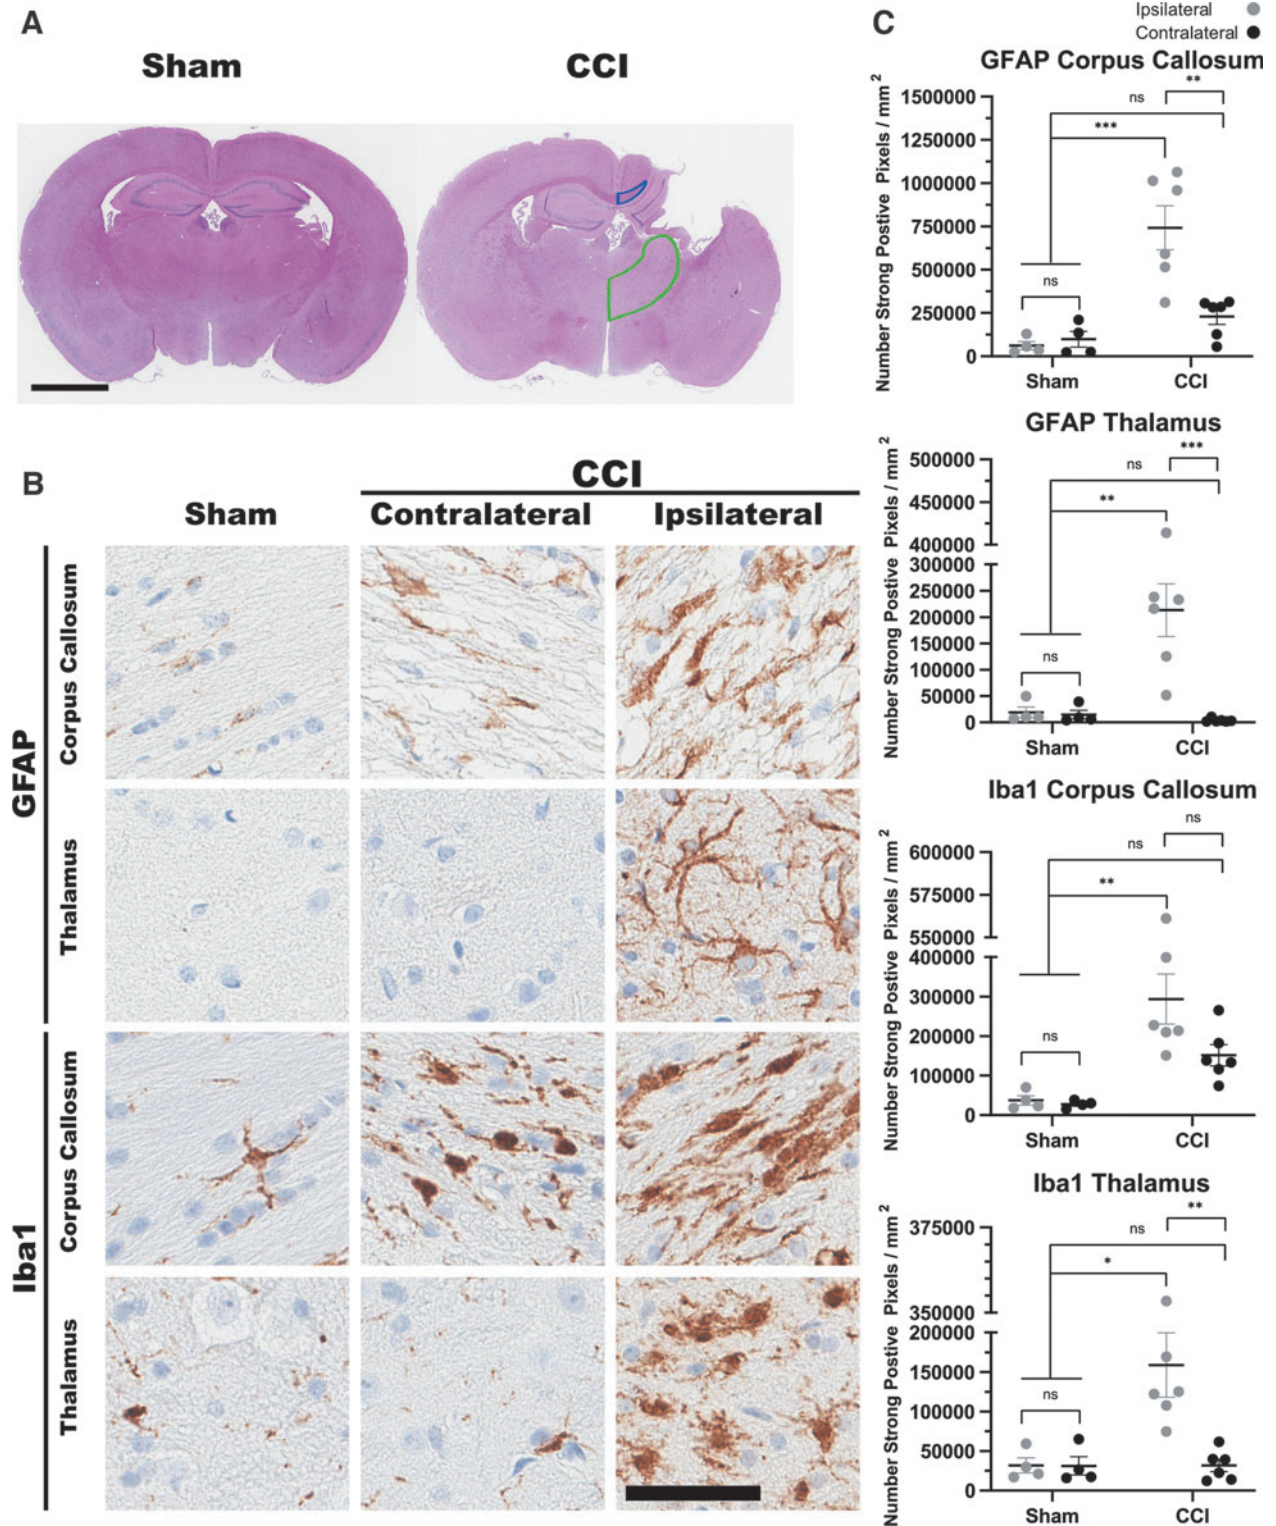 A
Sham
CCI
B
CCI
Sham
Contralateral
Ipsilateral
GFAP
Corpus Callosum
Thalamus
Iba1
Corpus Callosum
Thalamus
C
Ipsilateral
Contralateral
GFAP Corpus Callosum
Number Strong Postive Pixels / mm²
1500000
1250000
1000000
750000
500000
250000
0
ns
**
***
ns
Sham
CCI
GFAP Thalamus
Number Strong Postive Pixels / mm²
500000
450000
400000
300000
250000
200000
150000
100000
50000
0
ns
***
**
ns
Sham
CCI
Iba1 Corpus Callosum
Number Strong Postive Pixels / mm²
600000
575000
550000
400000
300000
200000
100000
0
ns
ns
**
ns
Sham
CCI
Iba1 Thalamus
Number Strong Postive Pixels / mm²
375000
350000
200000
150000
100000
50000
0
**
ns
*
ns
Sham
CCI